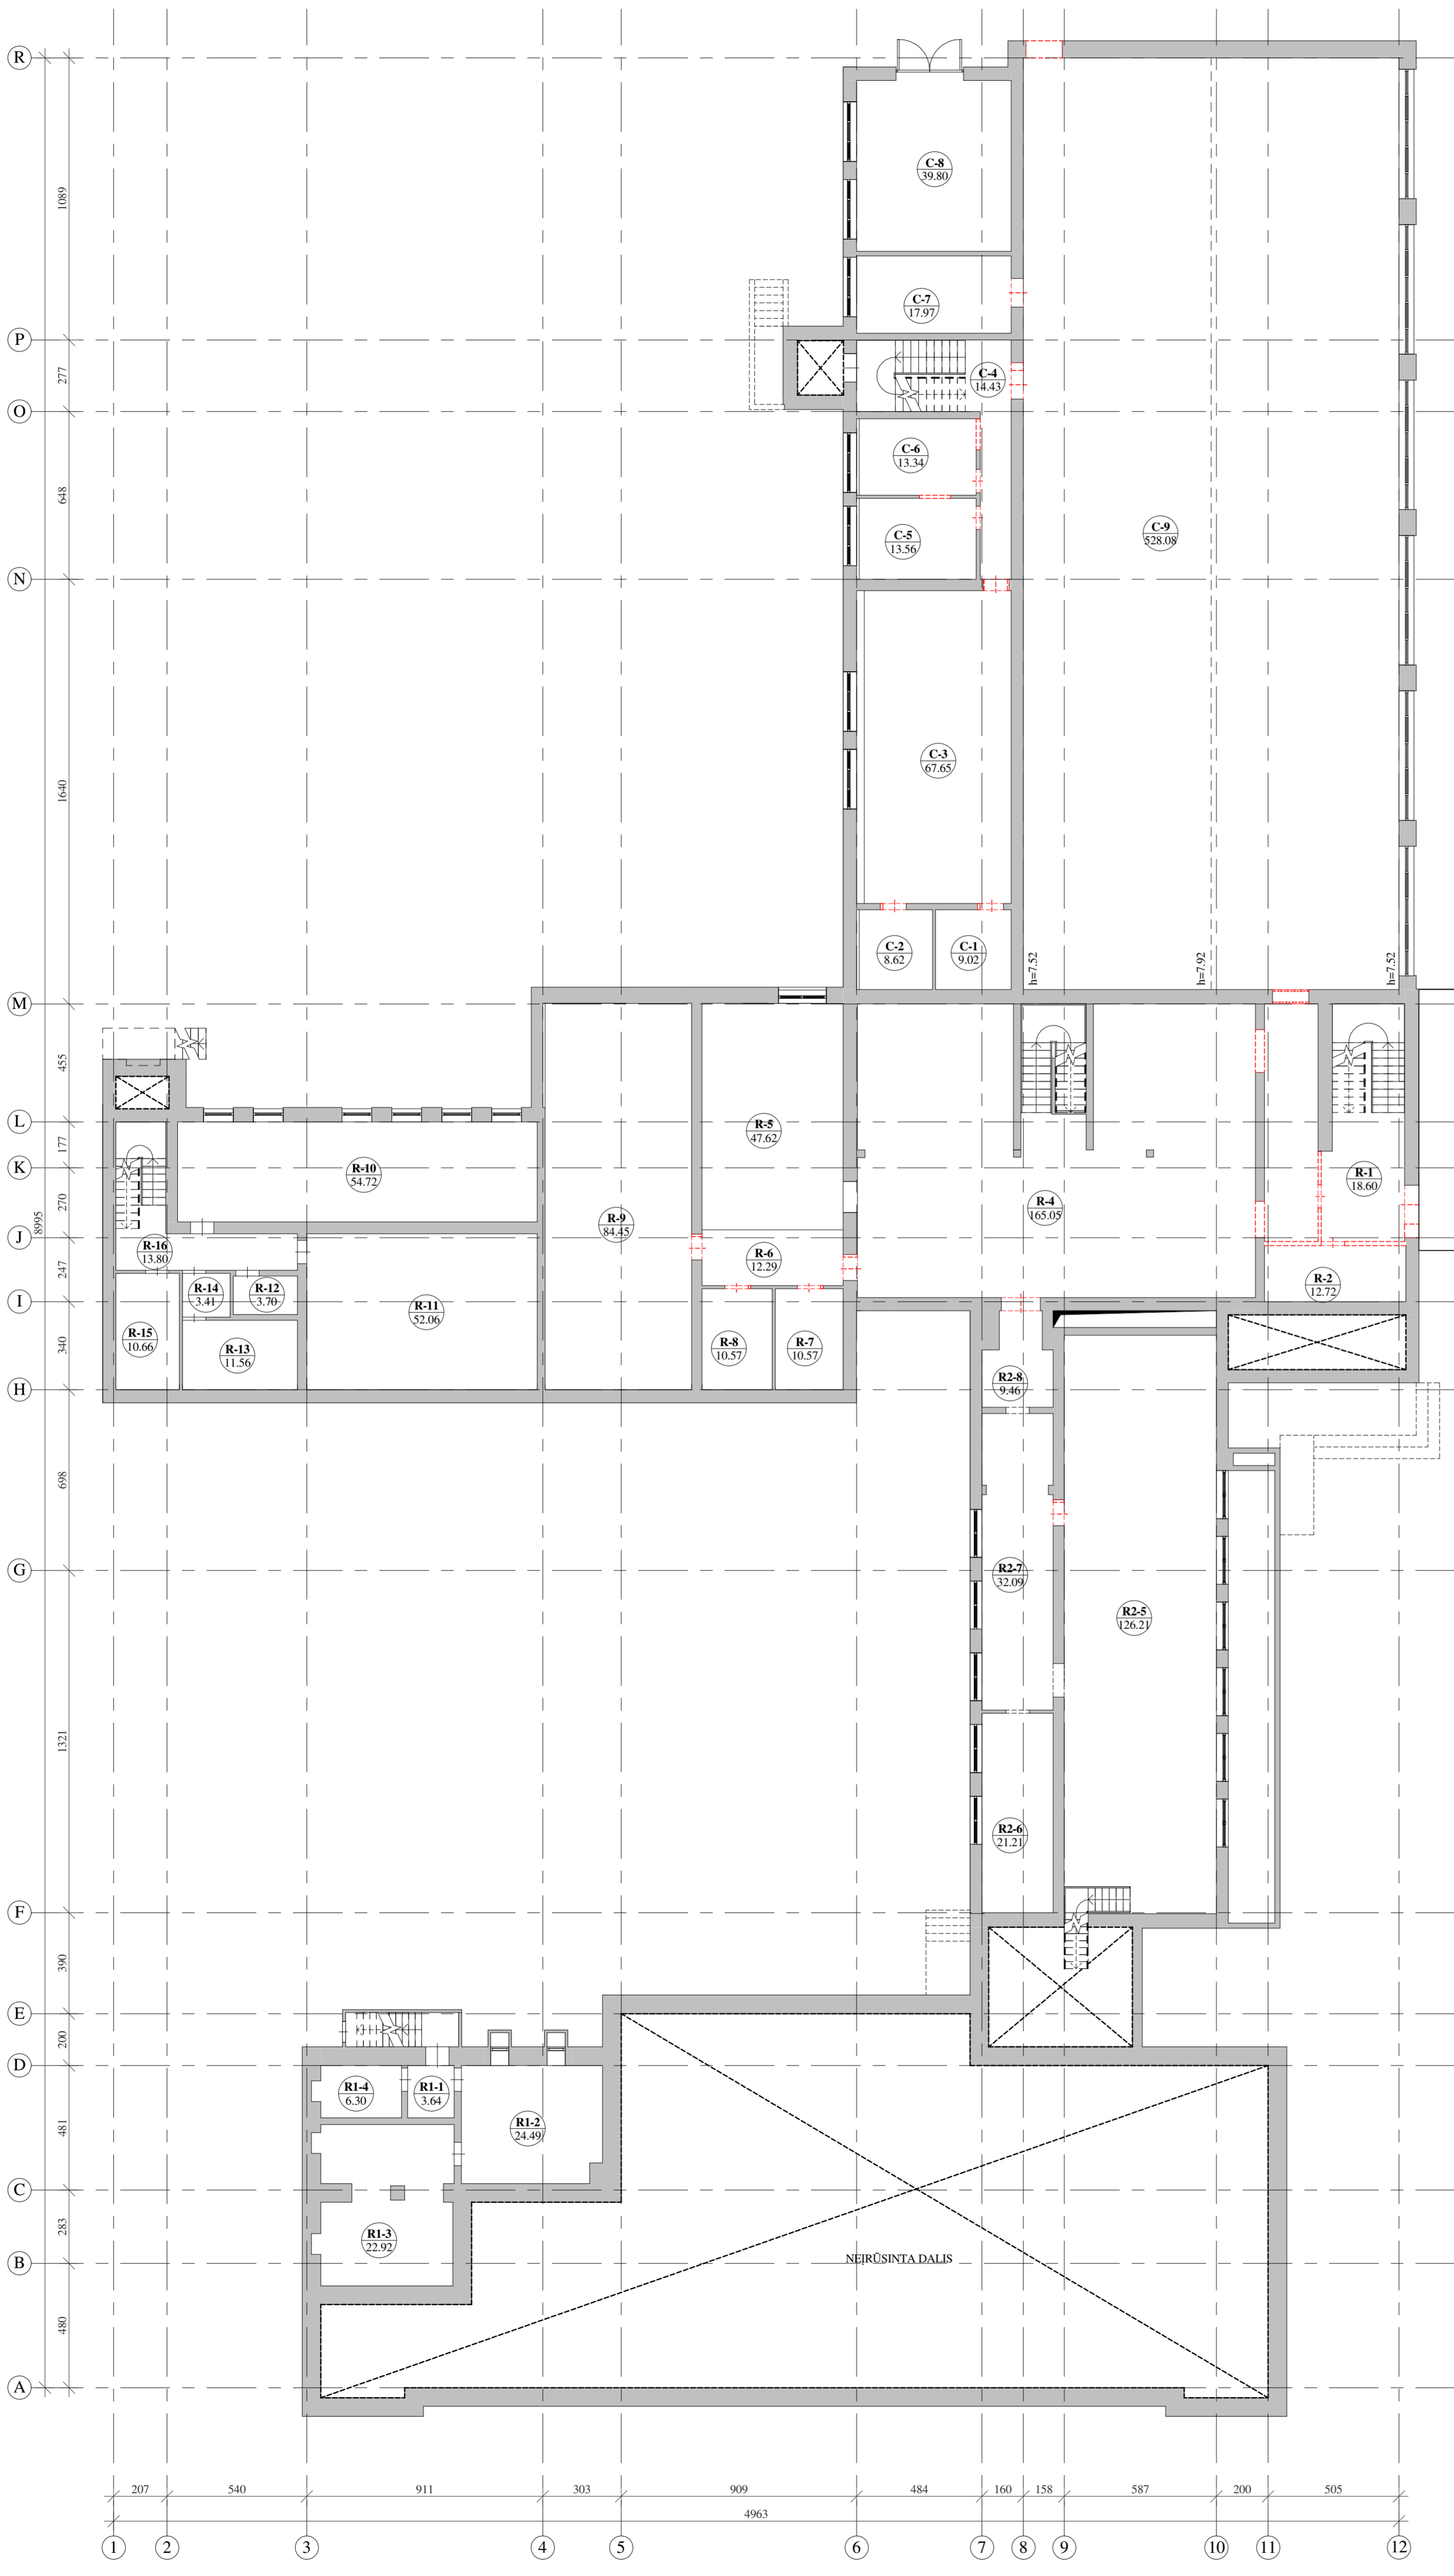 R
C-8
39.80
1089
C-7
17.97
P
277
C-4
14.43
O
C-6
13.34
648
C-5
13.56
C-9
528.08
N
C-3
67.65
1640
C-2
8.62
C-1
9.02
h=7.52
h=7.92
h=7.52
M
455
L
R-5
47.62
177
R-10
54.72
K
R-1
18.60
270
R-4
165.05
8995
R-9
84.45
J
R-16
13.80
247
R-6
12.29
R-14
3.41
R-12
3.70
R-2
12.72
I
R-11
52.06
R-15
10.66
R-13
11.56
R-8
10.57
R-7
10.57
340
R2-8
9.46
H
698
G
R2-7
32.09
R2-5
126.21
1321
R2-6
21.21
F
390
E
200
D
R1-4
6.30
R1-1
3.64
R1-2
24.49
481
C
283
R1-3
22.92
B
NEĮRŪSINTA DALIS
480
A
207 540 911 303 909 484 160 158 587 200 505
4963
1 2 3 4 5 6 7 8 9 10 11 12